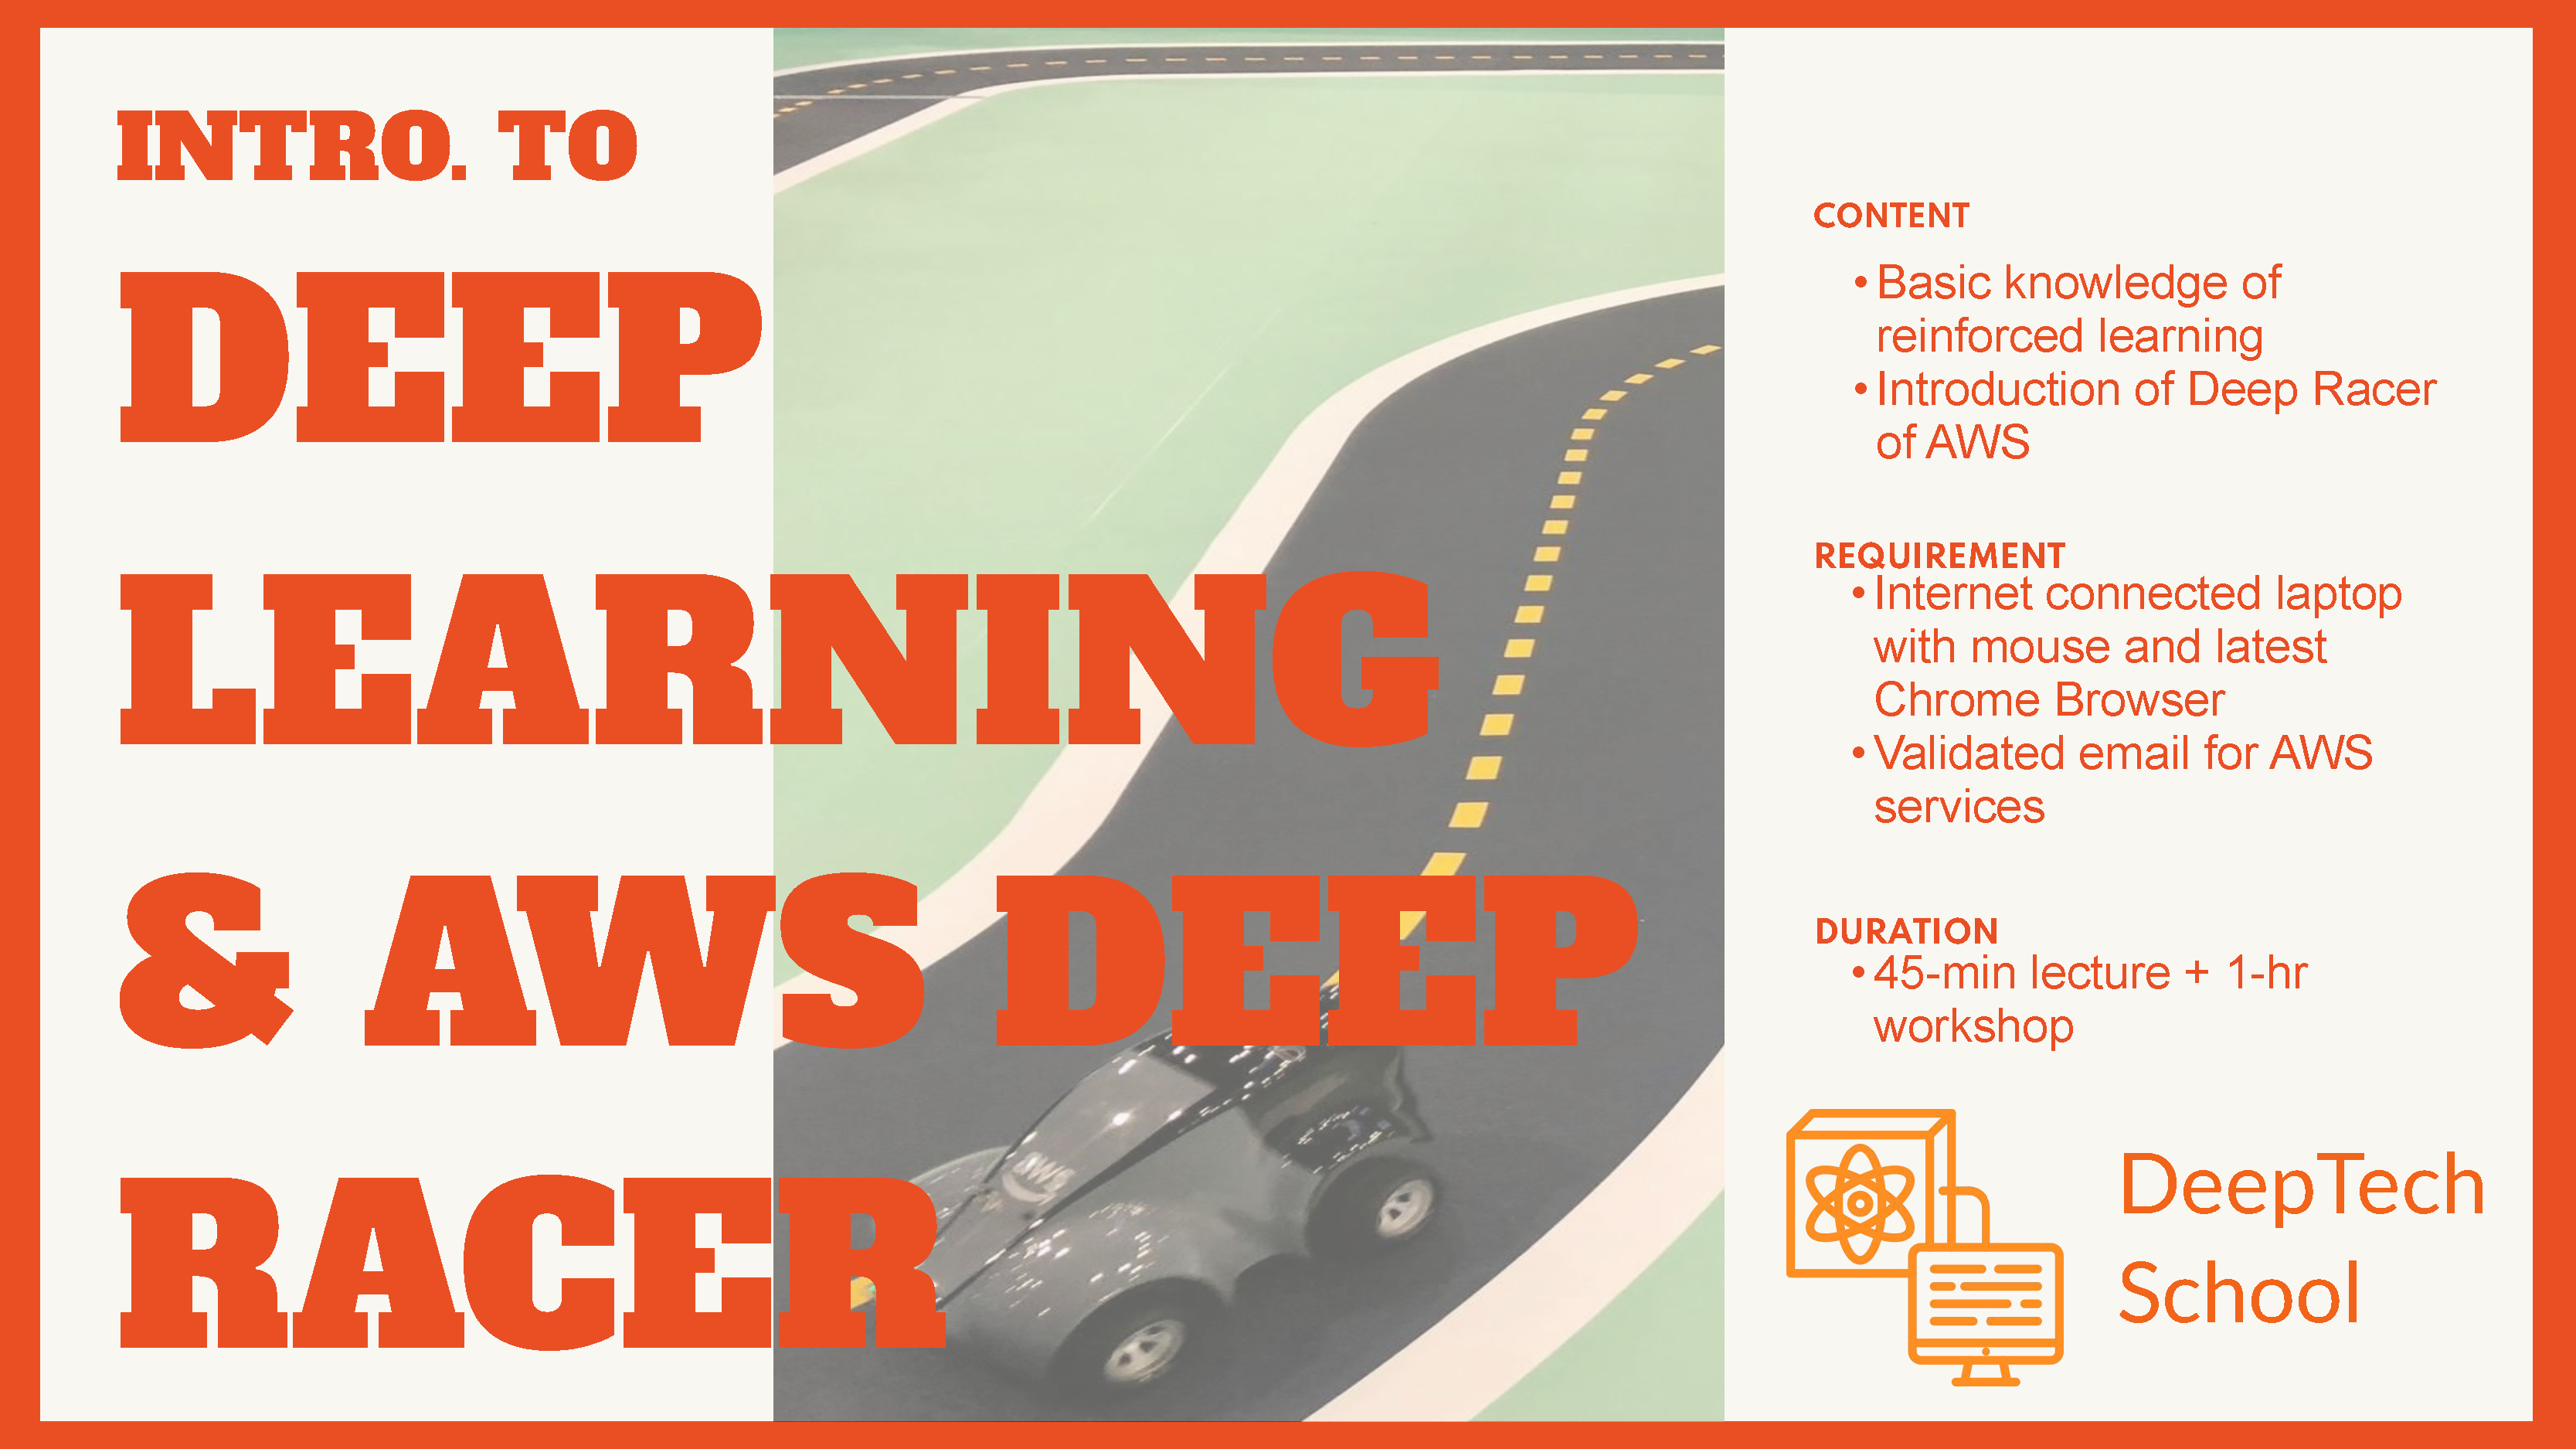 INTRO. TO
DEEP
LEARNING
& AWS DEEP
RACER
CONTENT
• Basic knowledge of
reinforced learning
• Introduction of Deep Racer
of AWS
REQUIREMENT
• Internet connected laptop
with mouse and latest
Chrome Browser
• Validated email for AWS
services
DURATION
• 45-min lecture + 1-hr
workshop
aws
DeepTech
School